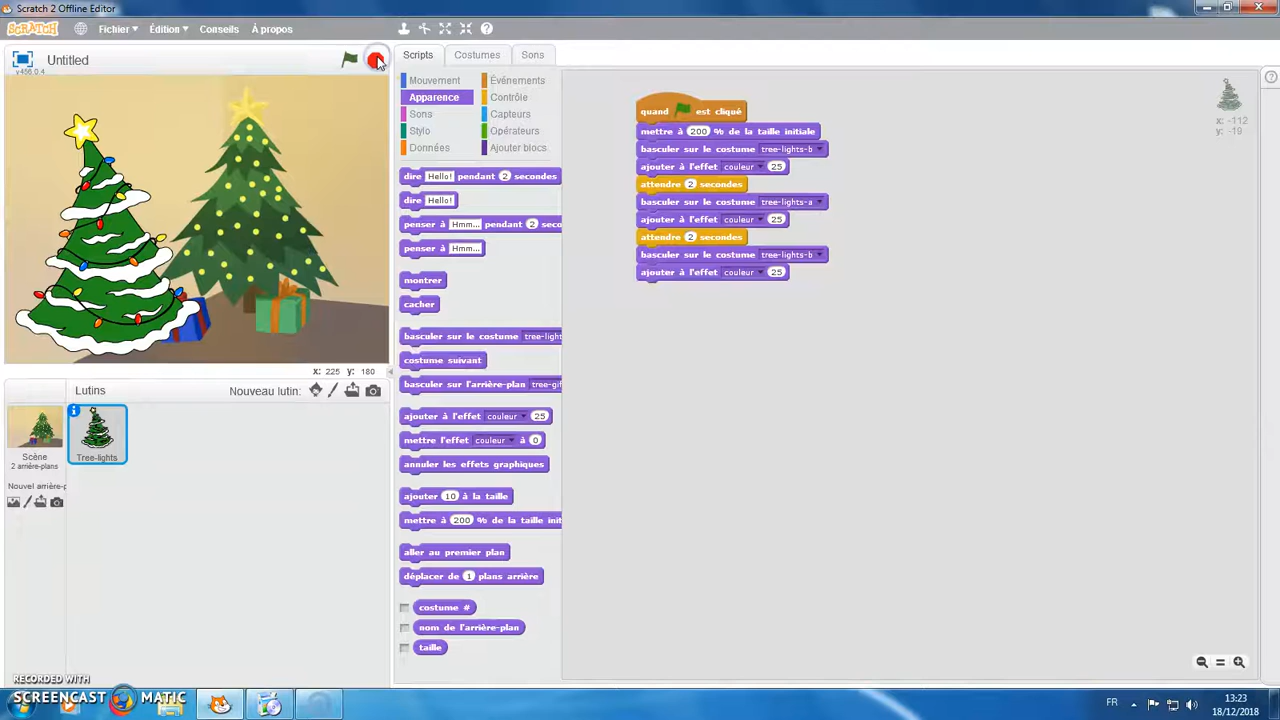 Scratch 2 Offline Editor
SCRATCH Fichier Édition Conseils À propos
Untitled
v456.0.4
Scripts Costumes Sons
Mouvement Événements
Apparence Contrôle
Sons Capteurs
Stylo Opérateurs
Données Ajouter blocs
dire Hello! pendant 2 secondes
dire Hello!
penser à Hmm... pendant 2 seco
penser à Hmm...
montrer
cacher
basculer sur le costume tree-light
costume suivant
basculer sur l'arrière-plan tree-gif
ajouter à l'effet couleur 25
mettre l'effet couleur à 0
annuler les effets graphiques
ajouter 10 à la taille
mettre à 200 % de la taille init
aller au premier plan
déplacer de 1 plans arrière
costume #
nom de l'arrière-plan
taille
quand est cliqué
mettre à 200 % de la taille initiale
basculer sur le costume tree-lights-b
ajouter à l'effet couleur 25
attendre 2 secondes
basculer sur le costume tree-lights-a
ajouter à l'effet couleur 25
attendre 2 secondes
basculer sur le costume tree-lights-b
ajouter à l'effet couleur 25
x: -112
y: -19
x: 225 y: 180
Lutins Nouveau lutin:
Scène
2 arrière-plans
Tree-lights
Nouvel arrière-p
RECORDED WITH
SCREENCAST MATIC
FR
13:23
18/12/2018